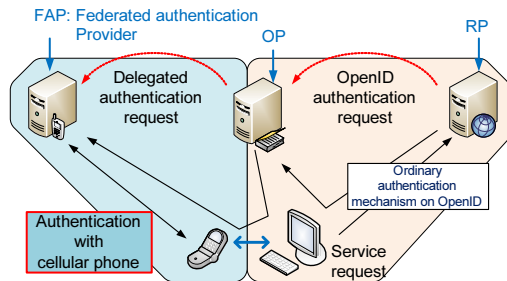 FAP: Federated authentication
Provider
OP
RP
Delegated
authentication
request
OpenID
authentication
request
Ordinary
authentication
mechanism on OpenID
Authentication
with
cellular phone
Service
request